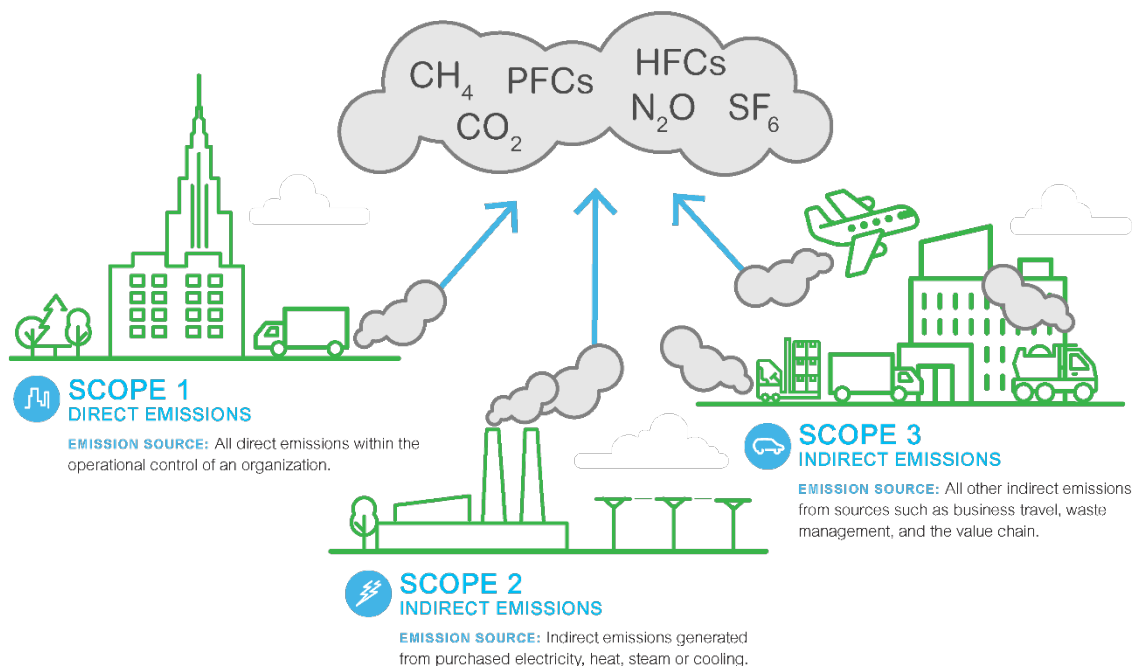 CH₄ PFCs HFCs
CO₂ N₂O SF₆
SCOPE 1
DIRECT EMISSIONS
EMISSION SOURCE: All direct emissions within the
operational control of an organization.
SCOPE 2
INDIRECT EMISSIONS
EMISSION SOURCE: Indirect emissions generated
from purchased electricity, heat, steam or cooling.
SCOPE 3
INDIRECT EMISSIONS
EMISSION SOURCE: All other indirect emissions
from sources such as business travel, waste
management, and the value chain.